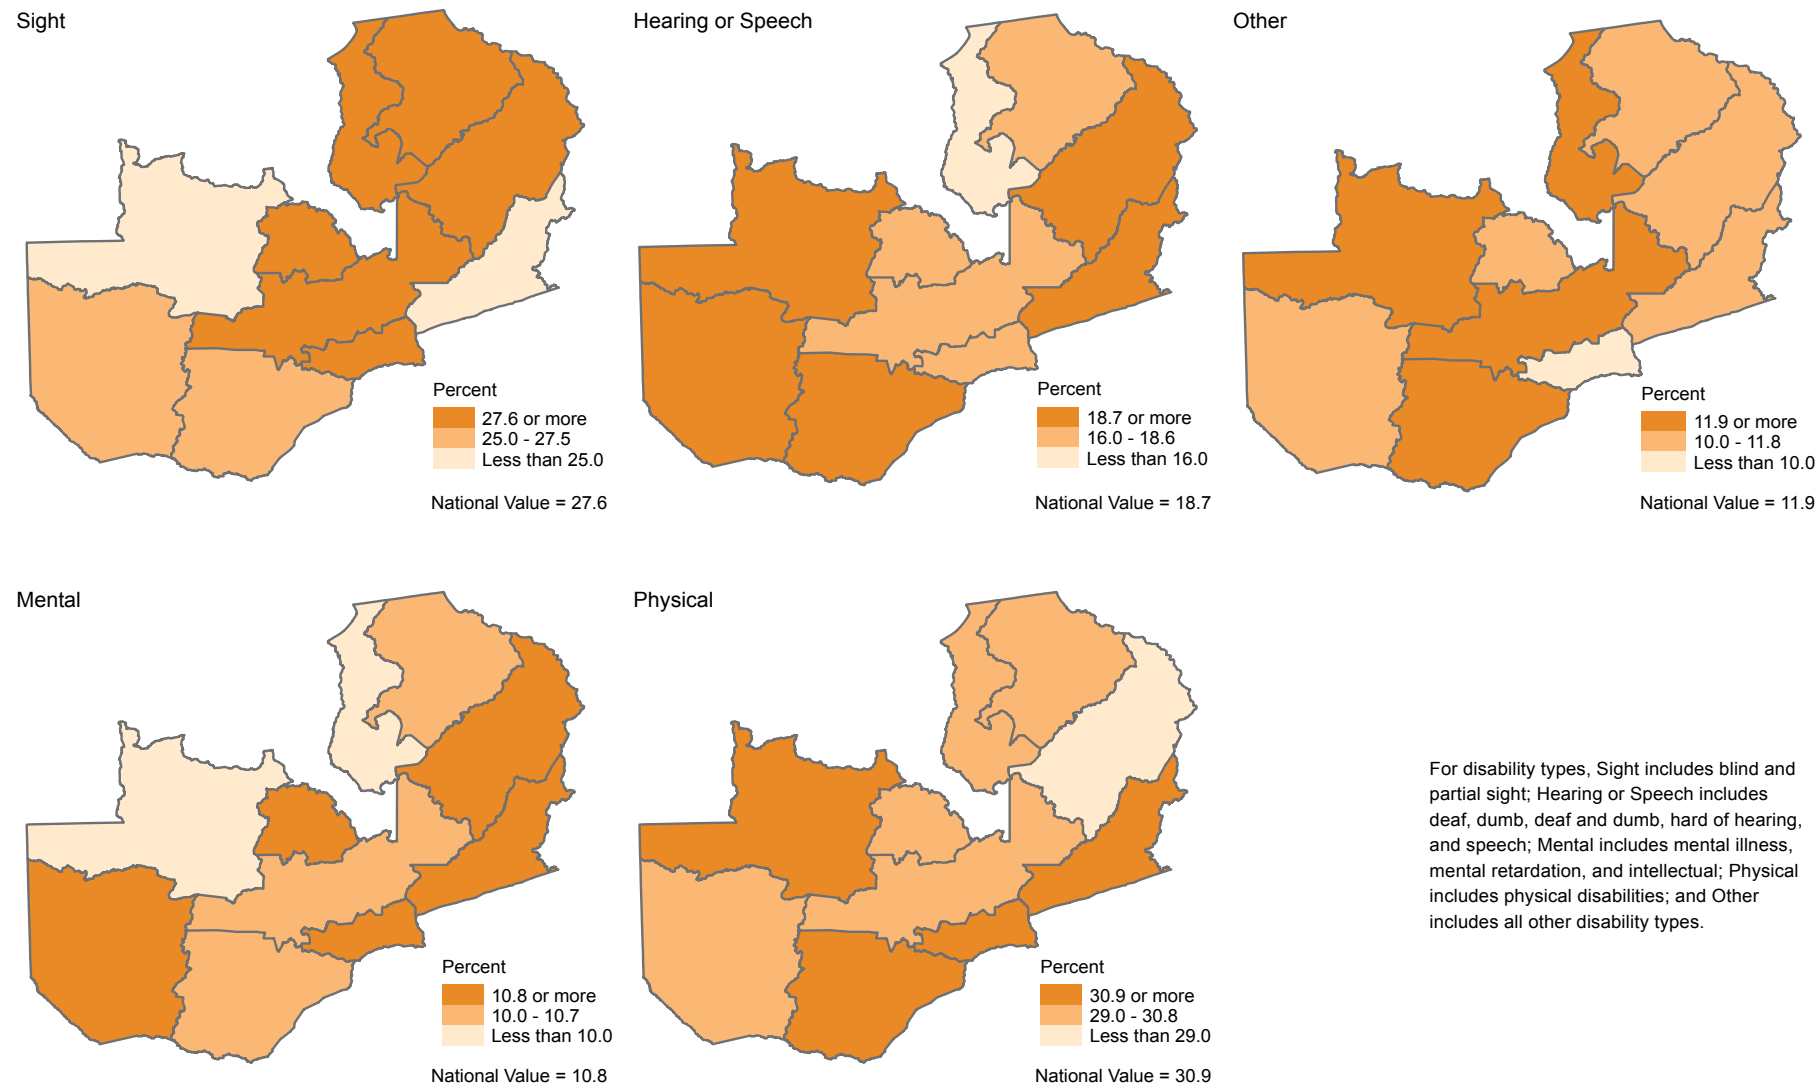 Sight
Percent
27.6 or more
25.0 - 27.5
Less than 25.0
National Value = 27.6
Hearing or Speech
Percent
18.7 or more
16.0 - 18.6
Less than 16.0
National Value = 18.7
Other
Percent
11.9 or more
10.0 - 11.8
Less than 10.0
National Value = 11.9
Mental
Percent
10.8 or more
10.0 - 10.7
Less than 10.0
National Value = 10.8
Physical
Percent
30.9 or more
29.0 - 30.8
Less than 29.0
National Value = 30.9
For disability types, Sight includes blind and
partial sight; Hearing or Speech includes
deaf, dumb, deaf and dumb, hard of hearing,
and speech; Mental includes mental illness,
mental retardation, and intellectual; Physical
includes physical disabilities; and Other
includes all other disability types.